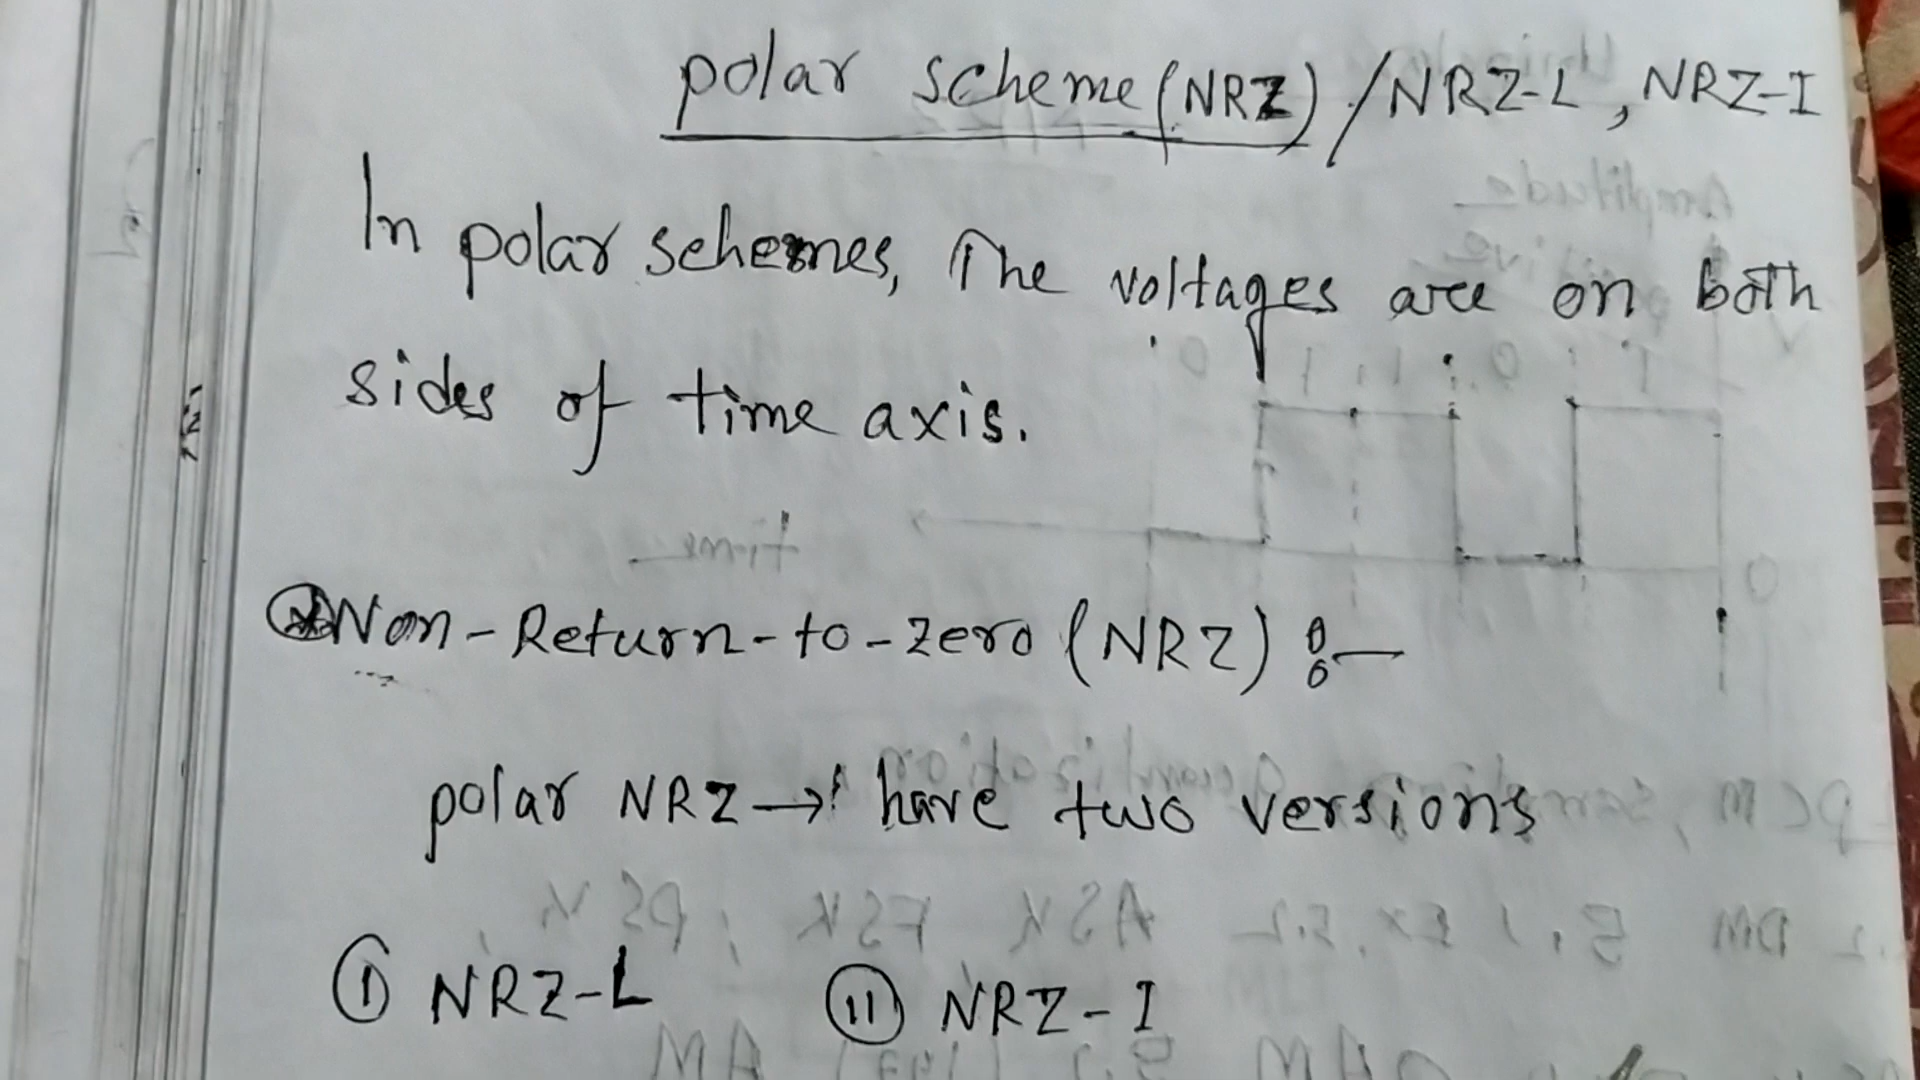 polar scheme (NRZ) / NRZ-L, NRZ-I
In polar schemes, The voltages are on both
sides of time axis.
Non-Return-to-Zero (NRZ) :-
polar NRZ → have two versions
(I) NRZ-L (II) NRZ-I